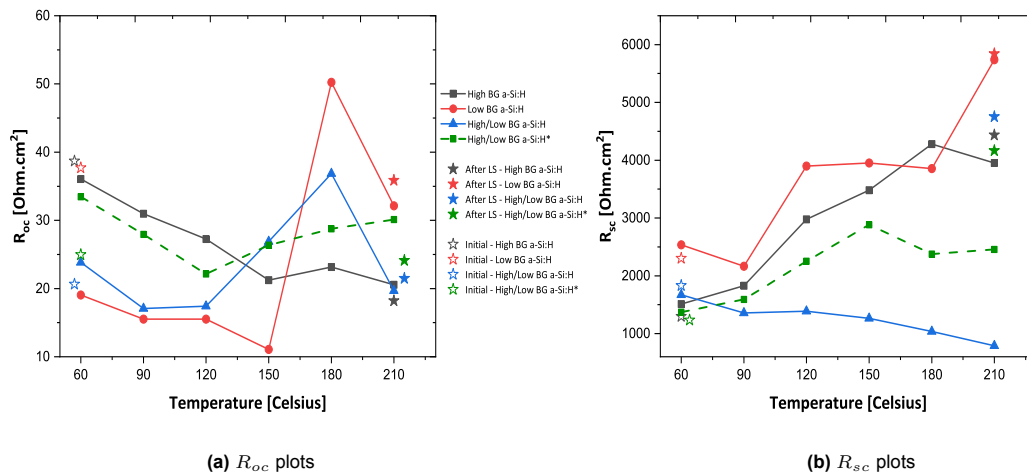 60
50
40
30
20
10
60 90 120 150 180 210
R_oc [Ohm.cm²]
Temperature [Celsius]
High BG a-Si:H
Low BG a-Si:H
High/Low BG a-Si:H
High/Low BG a-Si:H*
After LS - High BG a-Si:H
After LS - Low BG a-Si:H
After LS - High/Low BG a-Si:H
After LS - High/Low BG a-Si:H*
Initial - High BG a-Si:H
Initial - Low BG a-Si:H
Initial - High/Low BG a-Si:H
Initial - High/Low BG a-Si:H*
6000
5000
4000
3000
2000
1000
60 90 120 150 180 210
R_sc [Ohm.cm²]
Temperature [Celsius]
(a) R_oc plots
(b) R_sc plots